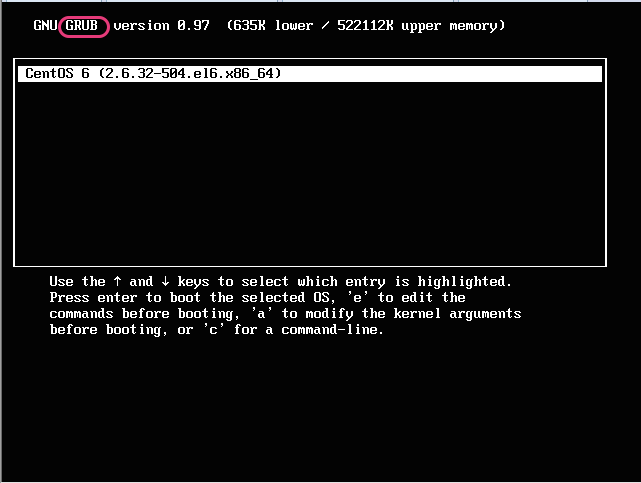 GNU GRUB version 0.97 (635K lower / 522112K upper memory)
CentOS 6 (2.6.32-504.el6.x86_64)
Use the ↑ and ↓ keys to select which entry is highlighted.
Press enter to boot the selected OS, 'e' to edit the
commands before booting, 'a' to modify the kernel arguments
before booting, or 'c' for a command-line.